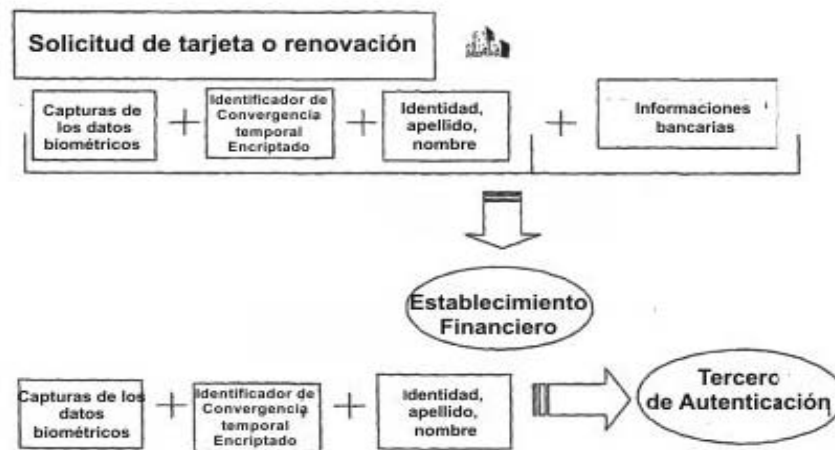 Solicitud de tarjeta o renovación
Capturas de
los datos
biométricos
+
Identificador de
Convergencia
temporal
Encriptado
+
Identidad,
apellido,
nombre
+
Informaciones
bancarias
Establecimiento
Financiero
Capturas de los
datos
biométricos
+
Identificador de
Convergencia
temporal
Encriptado
+
Identidad,
apellido,
nombre
Tercero
de Autenticación